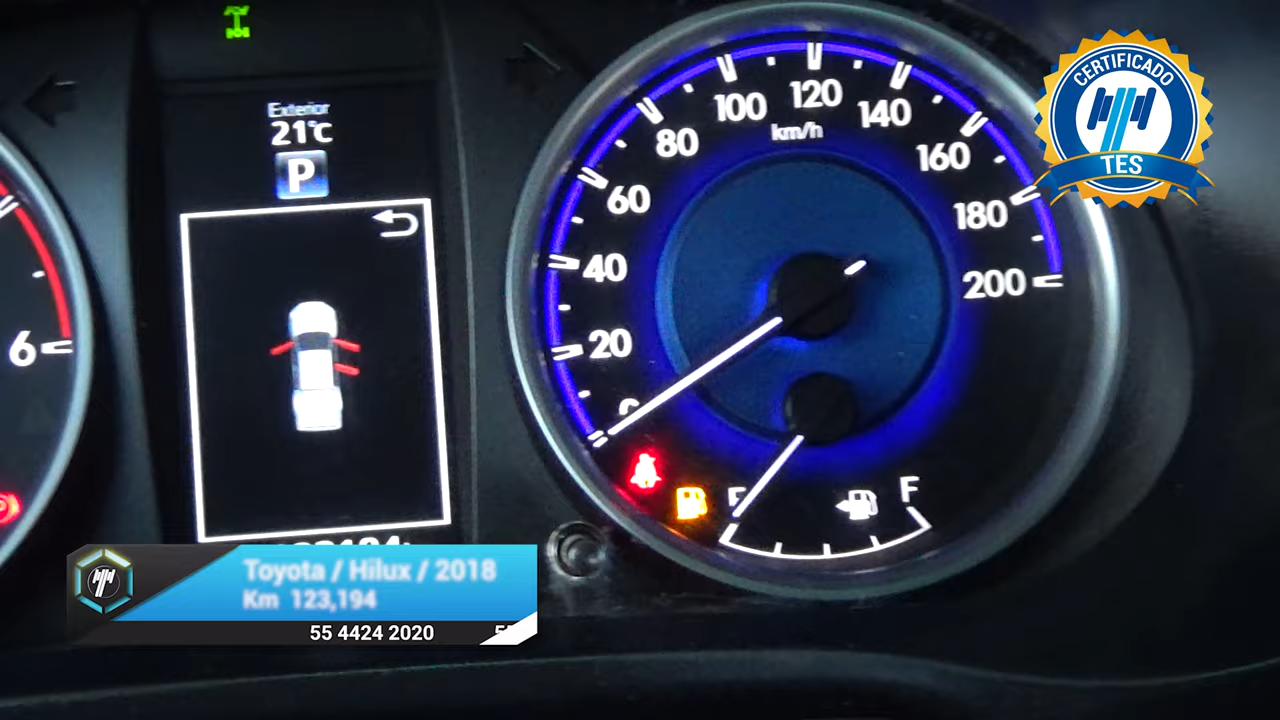 Exterior
21°C
P
6
0
20
40
60
80
100
120
140
160
180
200
km/h
E
F
CERTIFICADO
TES
Toyota / Hilux / 2018
Km 123,194
55 4424 2020